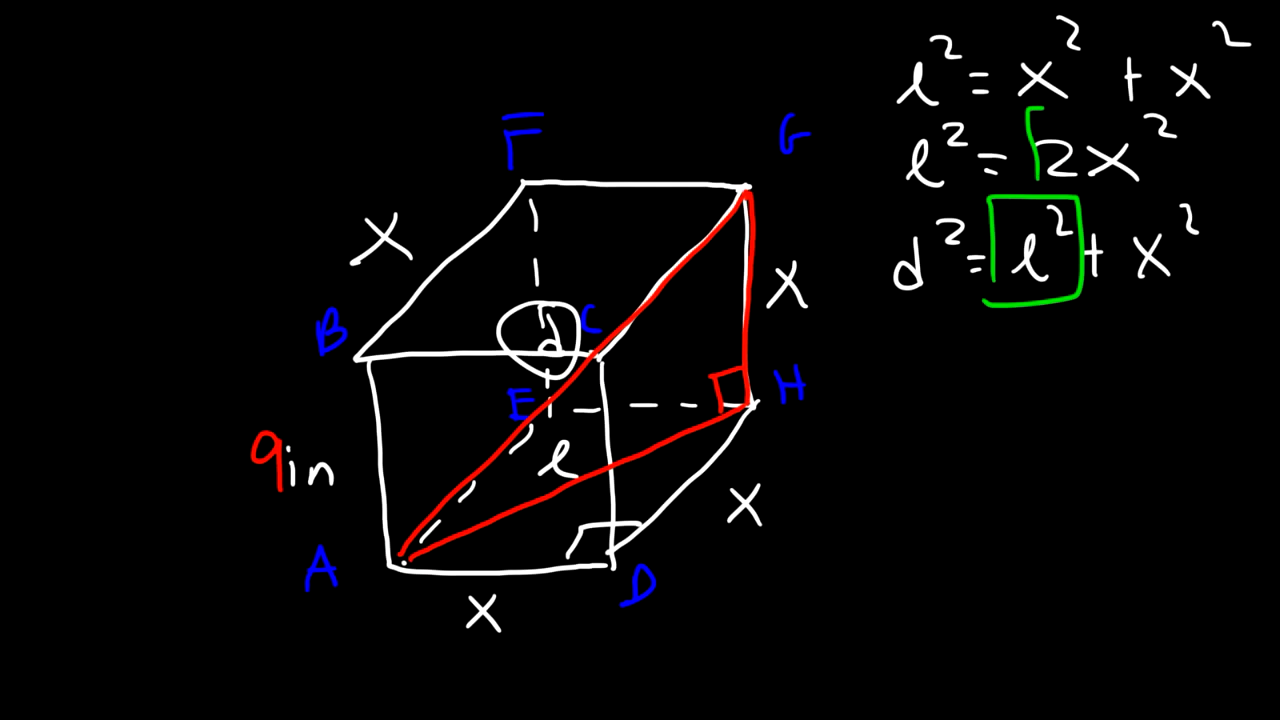 l² = x² + x²
l² = 2x²
d² = l² + x²
F
G
X
B
C
d
X
E
H
9in
l
X
A
D
X